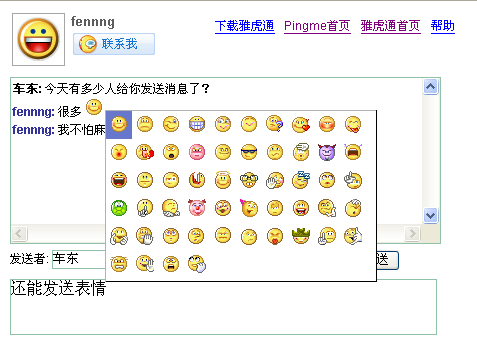 fennng
联系我
下载雅虎通 Pingme首页 雅虎通首页 帮助
车东: 今天有多少人给你发送消息了？
fennng: 很多
fennng: 我不怕麻
发送者: 车东
送
还能发送表情